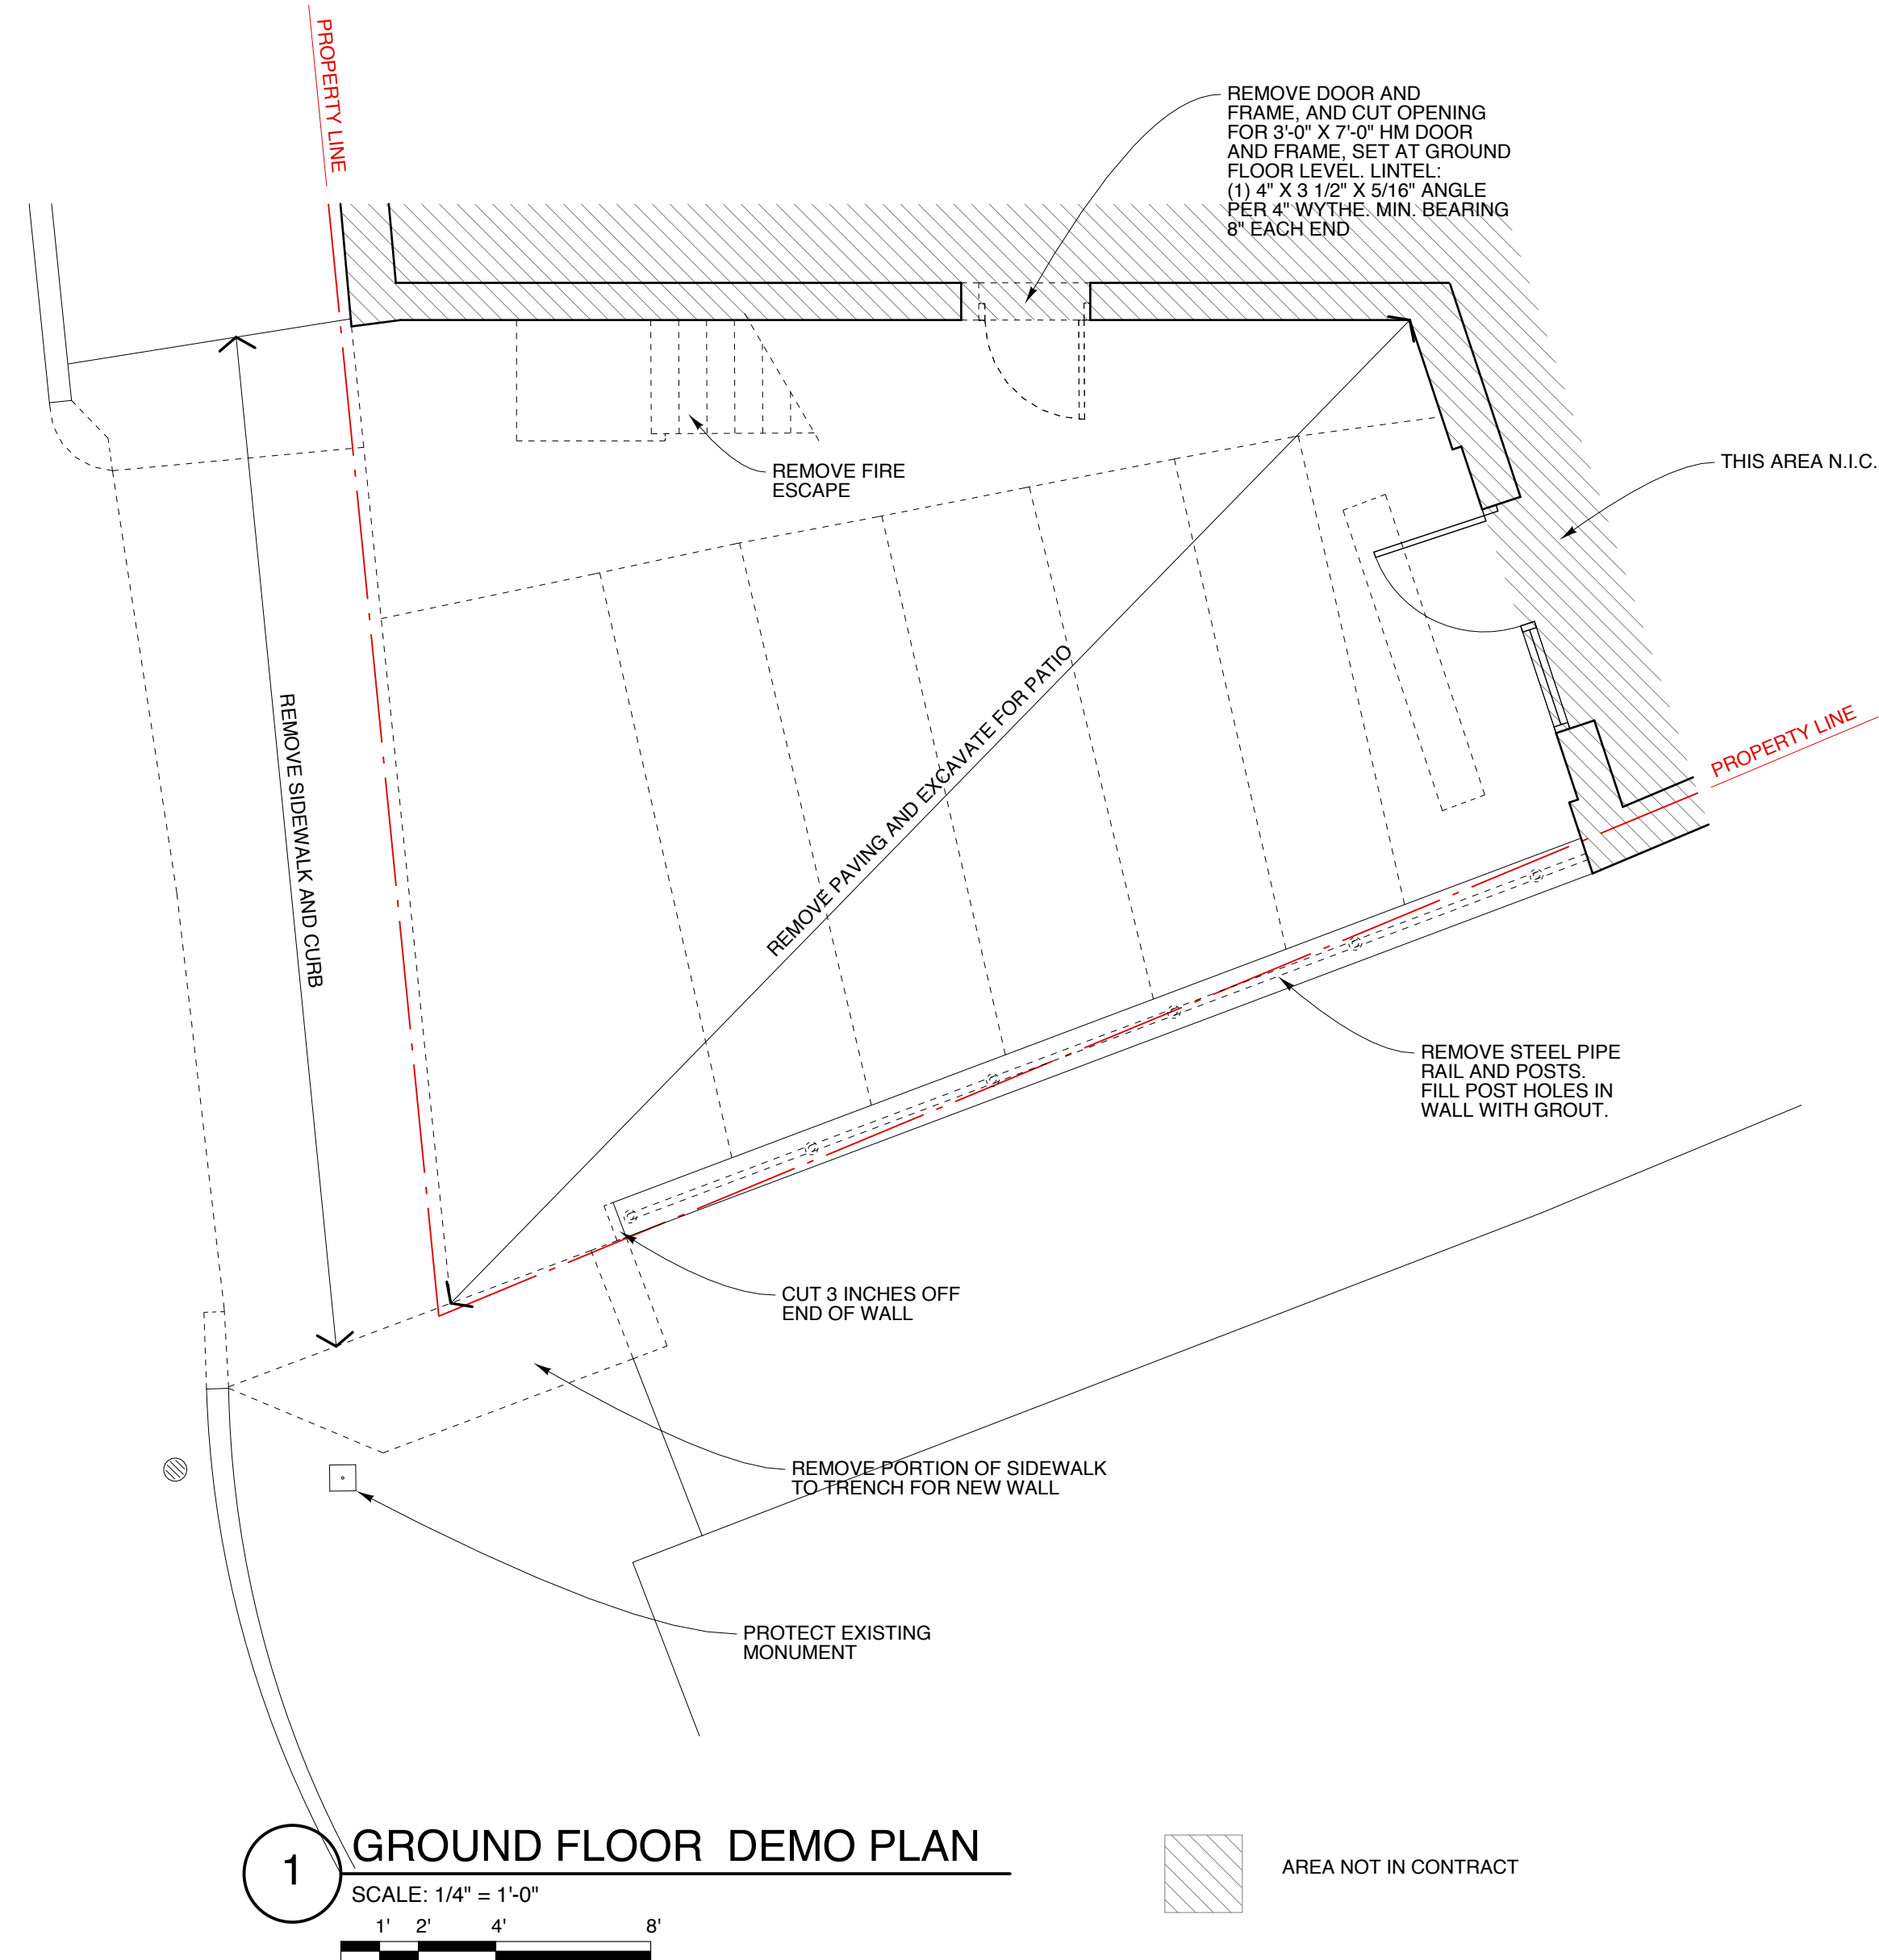 PROPERTY LINE
REMOVE DOOR AND
FRAME, AND CUT OPENING
FOR 3'-0" X 7'-0" HM DOOR
AND FRAME, SET AT GROUND
FLOOR LEVEL. LINTEL:
(1) 4" X 3 1/2" X 5/16" ANGLE
PER 4" WYTHE. MIN. BEARING
8" EACH END
REMOVE FIRE
ESCAPE
THIS AREA N.I.C.
REMOVE SIDEWALK AND CURB
REMOVE PAVING AND EXCAVATE FOR PATIO
PROPERTY LINE
REMOVE STEEL PIPE
RAIL AND POSTS.
FILL POST HOLES IN
WALL WITH GROUT.
CUT 3 INCHES OFF
END OF WALL
REMOVE PORTION OF SIDEWALK
TO TRENCH FOR NEW WALL
PROTECT EXISTING
MONUMENT
1
GROUND FLOOR DEMO PLAN
SCALE: 1/4" = 1'-0"
1' 2' 4' 8'
AREA NOT IN CONTRACT